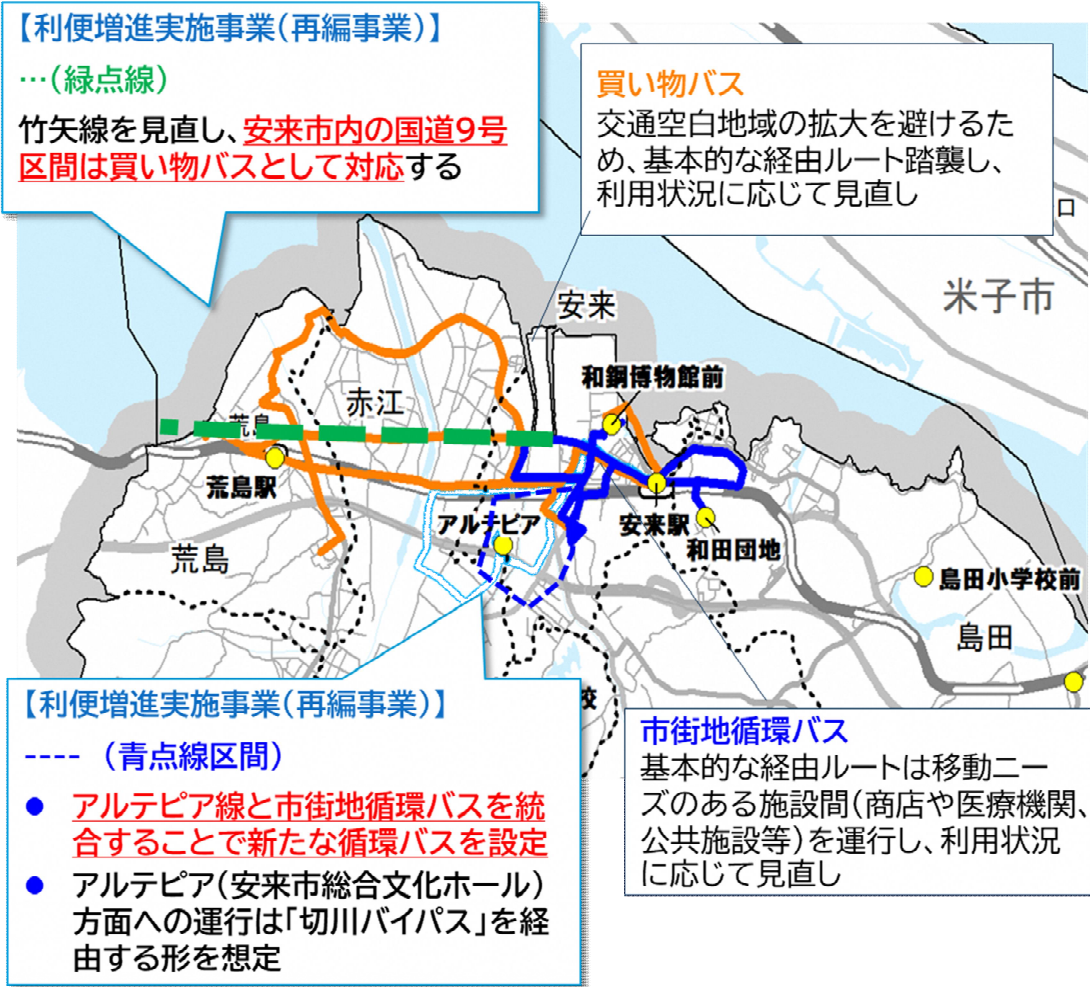 【利便増進実施事業（再編事業）】
…（緑点線）
竹矢線を見直し、安来市内の国道９号
区間は買い物バスとして対応する
買い物バス
交通空白地域の拡大を避けるた
め、基本的な経由ルート踏襲し、
利用状況に応じて見直し
口
米子市
安来
和鋼博物館前
赤江
荒島
荒島駅
アルテピア
安来駅
和田団地
荒島
島田小学校前
島田
校
【利便増進実施事業（再編事業）】
---- （青点線区間）
● アルテピア線と市街地循環バスを統
合することで新たな循環バスを設定
● アルテピア（安来市総合文化ホール）
方面への運行は「切川バイパス」を経
由する形を想定
市街地循環バス
基本的な経由ルートは移動ニー
ズのある施設間（商店や医療機関、
公共施設等）を運行し、利用状況
に応じて見直し